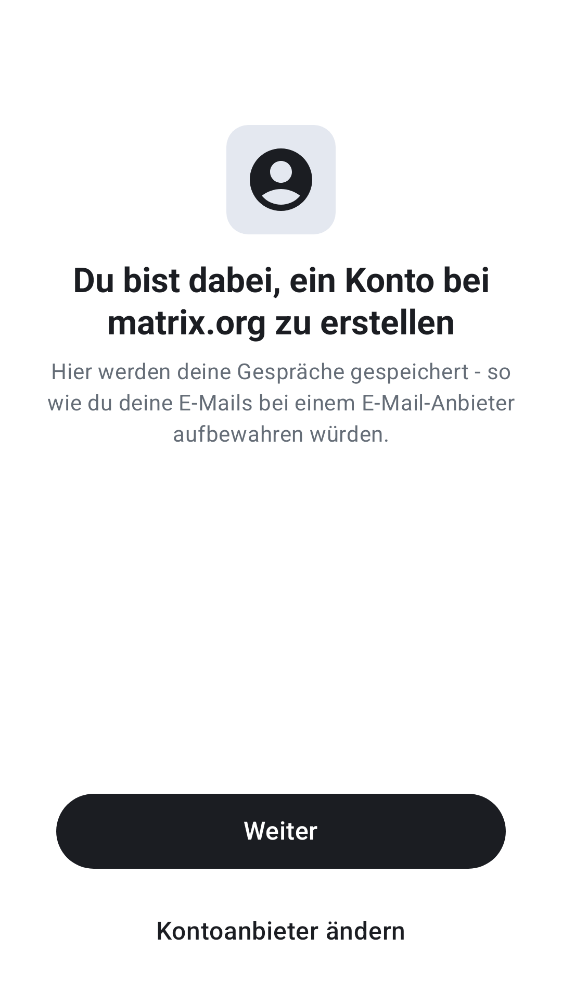 Du bist dabei, ein Konto bei
matrix.org zu erstellen
Hier werden deine Gespräche gespeichert - so
wie du deine E-Mails bei einem E-Mail-Anbieter
aufbewahren würden.
Weiter
Kontoanbieter ändern